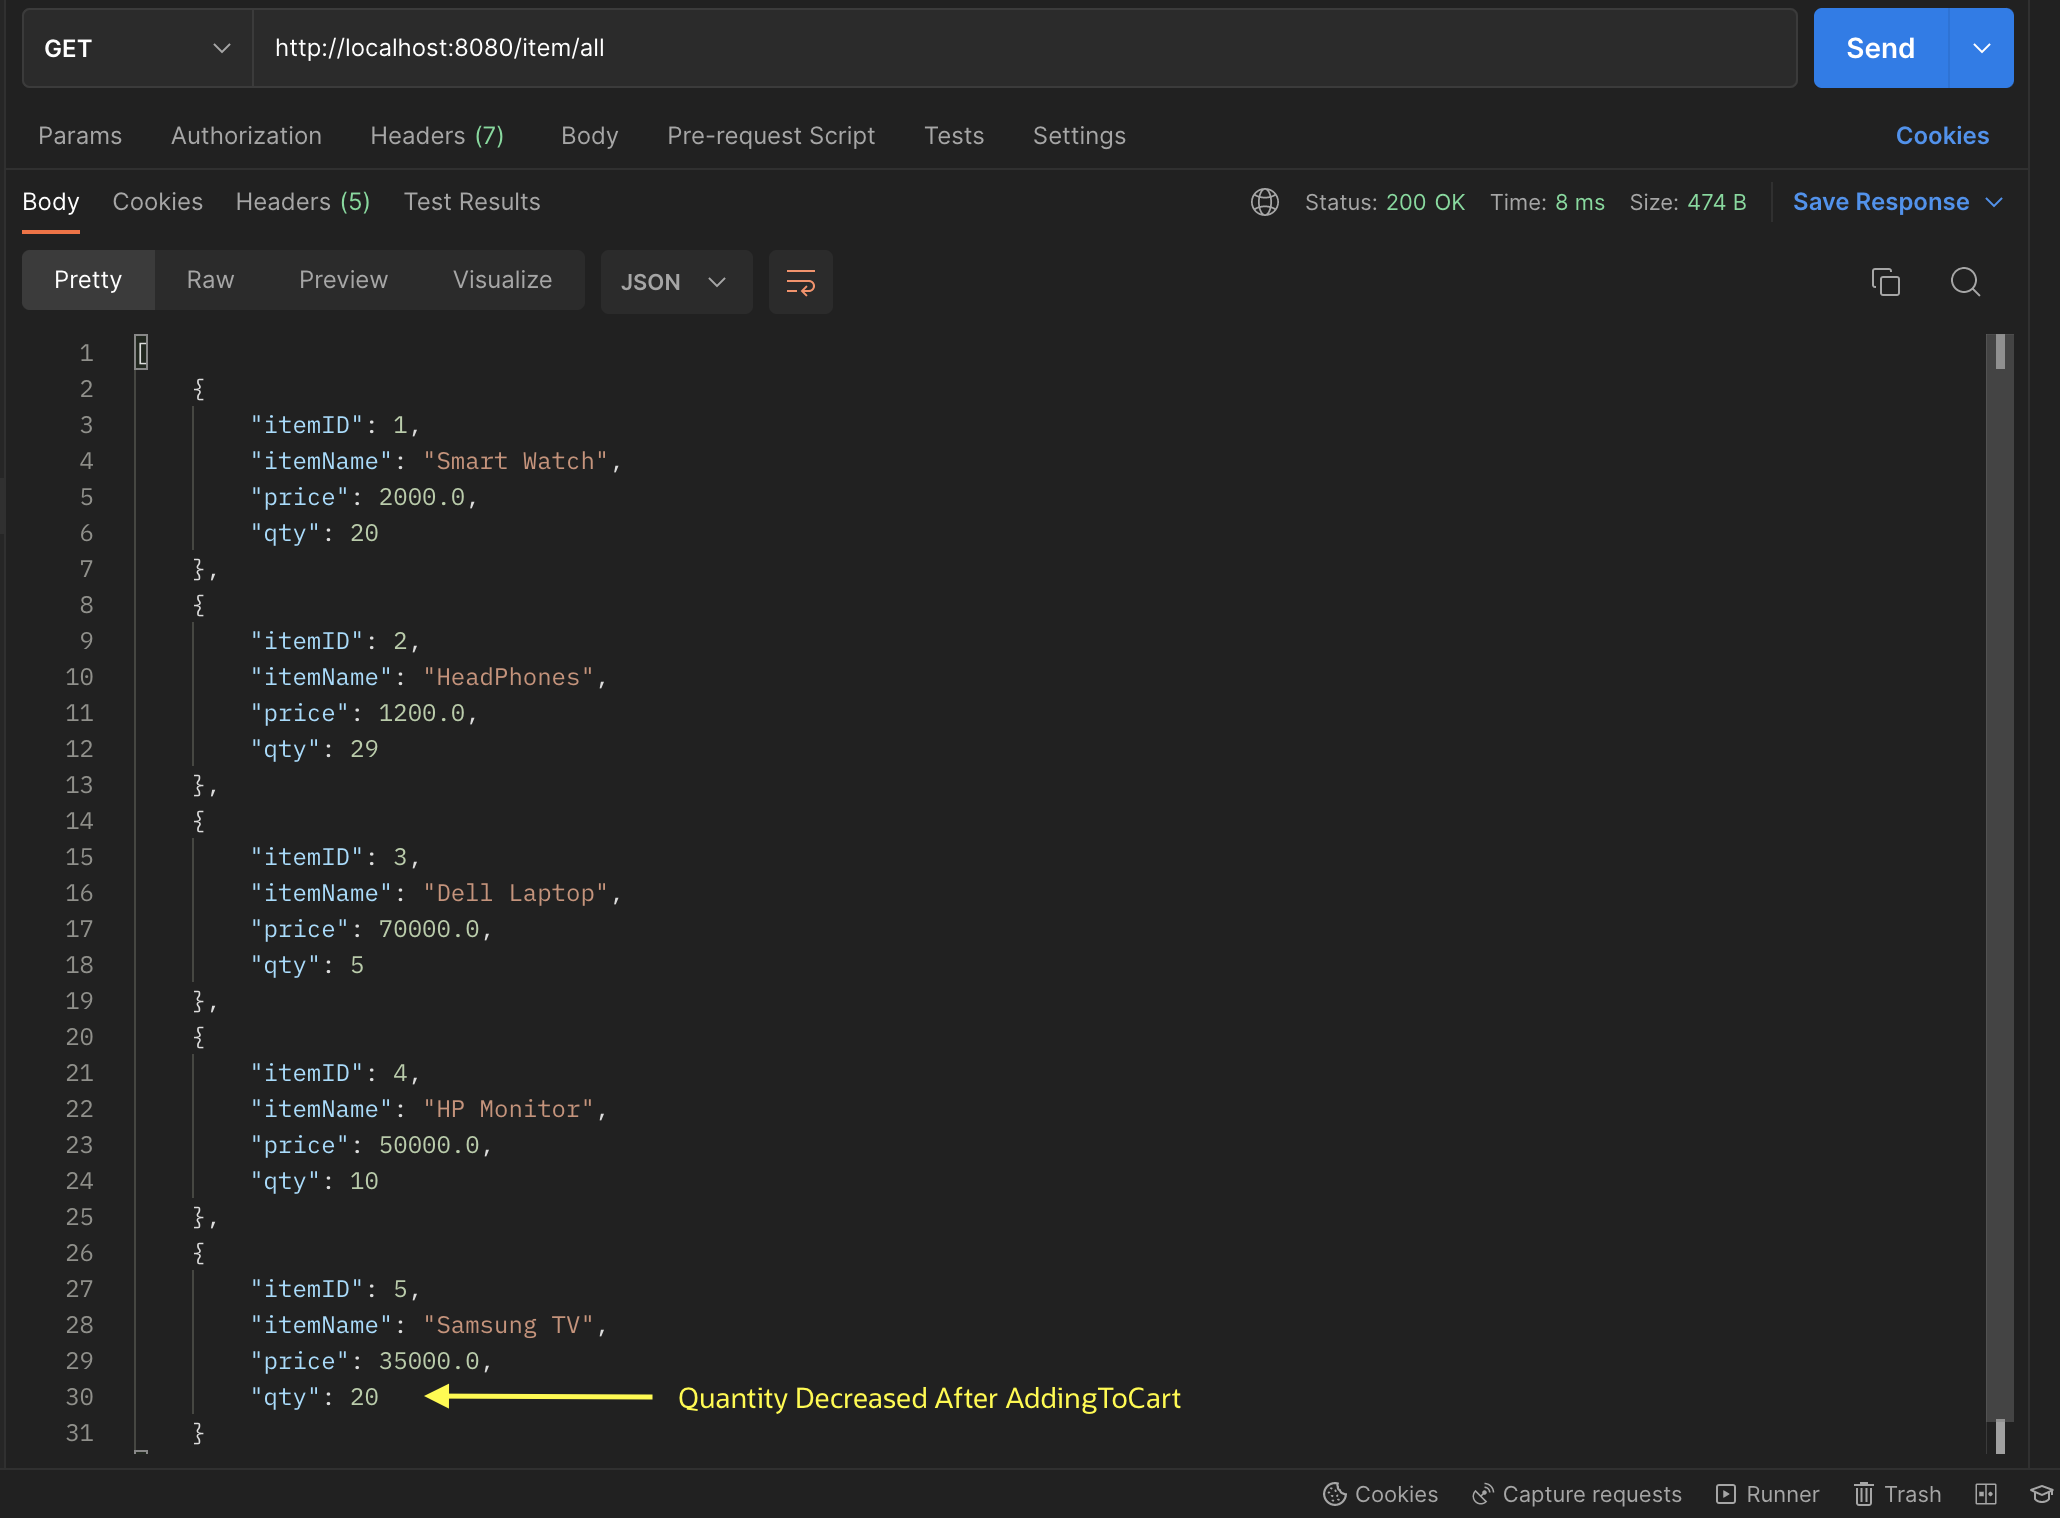 GET http://localhost:8080/item/all Send
Params Authorization Headers (7) Body Pre-request Script Tests Settings Cookies
Body Cookies Headers (5) Test Results Status: 200 OK Time: 8 ms Size: 474 B Save Response
Pretty Raw Preview Visualize JSON
1 [
2 {
3 "itemID": 1,
4 "itemName": "Smart Watch",
5 "price": 2000.0,
6 "qty": 20
7 },
8 {
9 "itemID": 2,
10 "itemName": "HeadPhones",
11 "price": 1200.0,
12 "qty": 29
13 },
14 {
15 "itemID": 3,
16 "itemName": "Dell Laptop",
17 "price": 70000.0,
18 "qty": 5
19 },
20 {
21 "itemID": 4,
22 "itemName": "HP Monitor",
23 "price": 50000.0,
24 "qty": 10
25 },
26 {
27 "itemID": 5,
28 "itemName": "Samsung TV",
29 "price": 35000.0,
30 "qty": 20 Quantity Decreased After AddingToCart
31 }
Cookies Capture requests Runner Trash